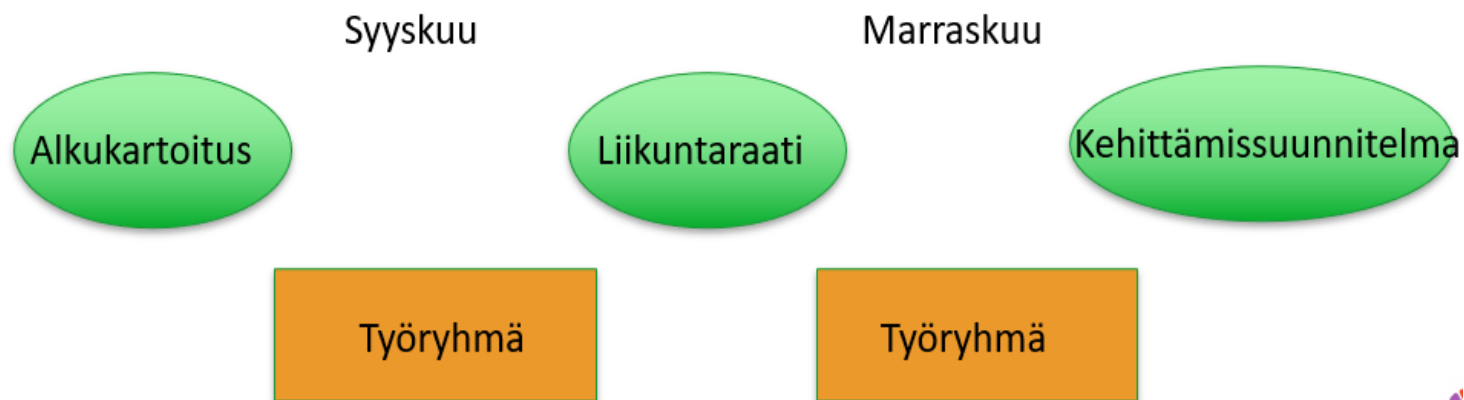 Syyskuu
Marraskuu
Alkukartoitus
Liikuntaraati
Kehittämissuunnitelma
Työryhmä
Työryhmä